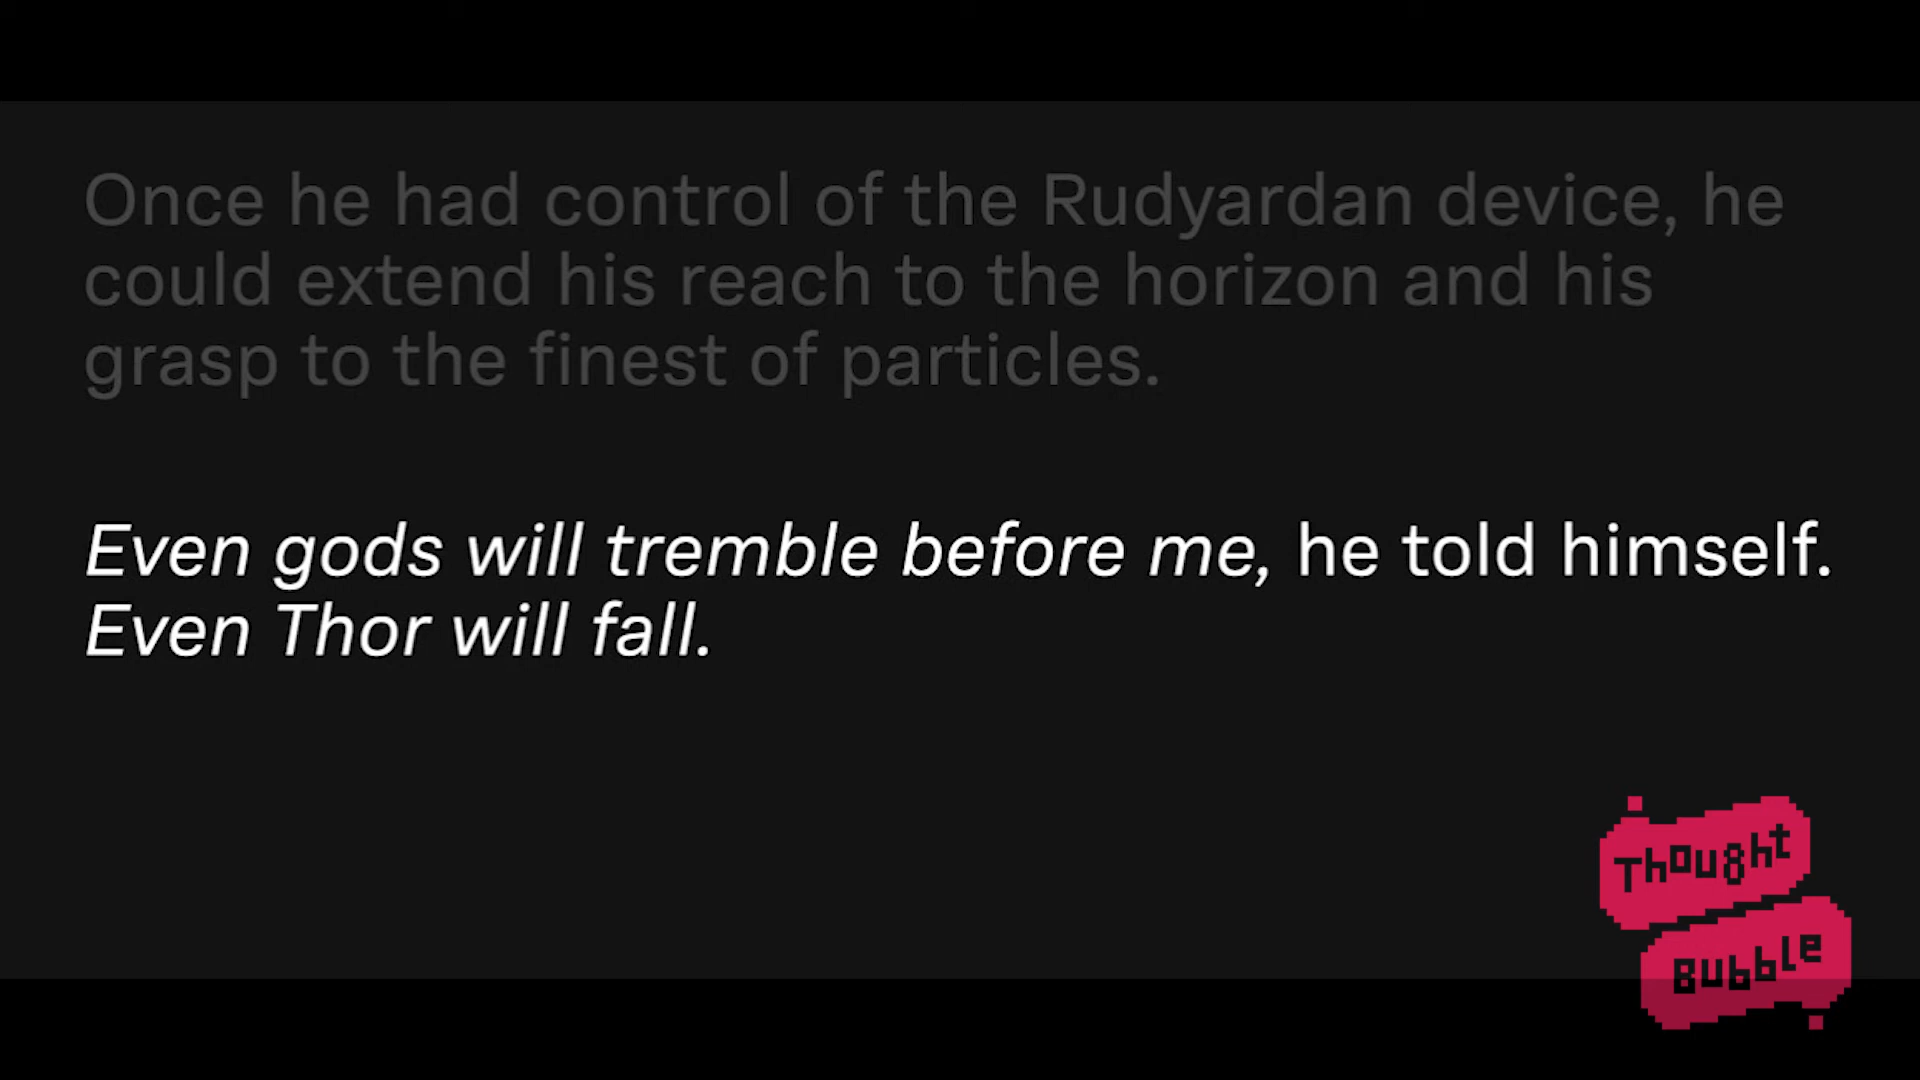 Once he had control of the Rudyardan device, he
could extend his reach to the horizon and his
grasp to the finest of particles.
Even gods will tremble before me, he told himself.
Even Thor will fall.
Thought
Bubble